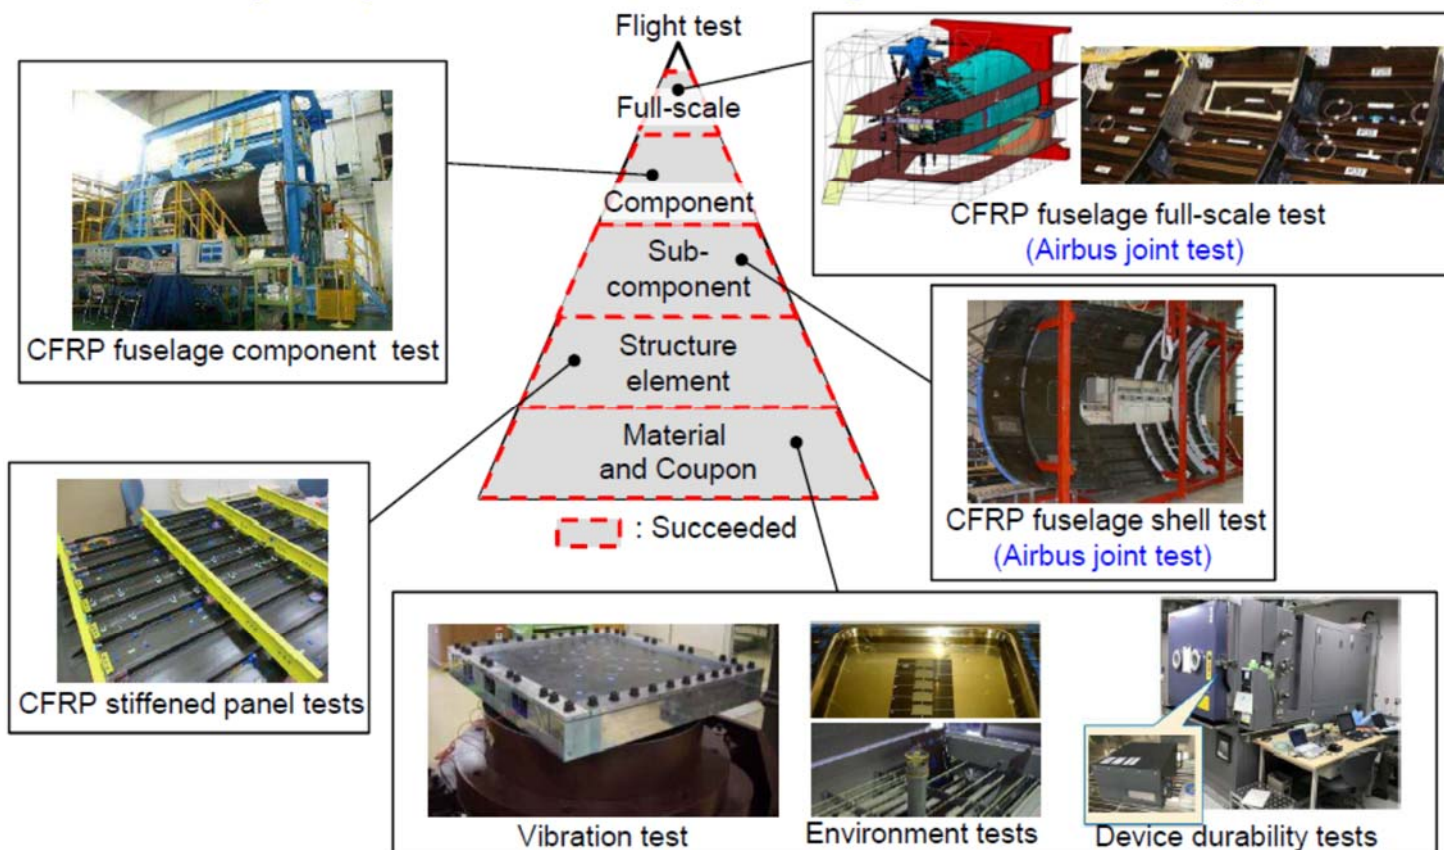 Flight test
Full-scale
Component
Sub-
component
Structure
element
Material
and Coupon
: Succeeded
CFRP fuselage component test
CFRP stiffened panel tests
CFRP fuselage full-scale test
(Airbus joint test)
CFRP fuselage shell test
(Airbus joint test)
Vibration test
Environment tests
Device durability tests